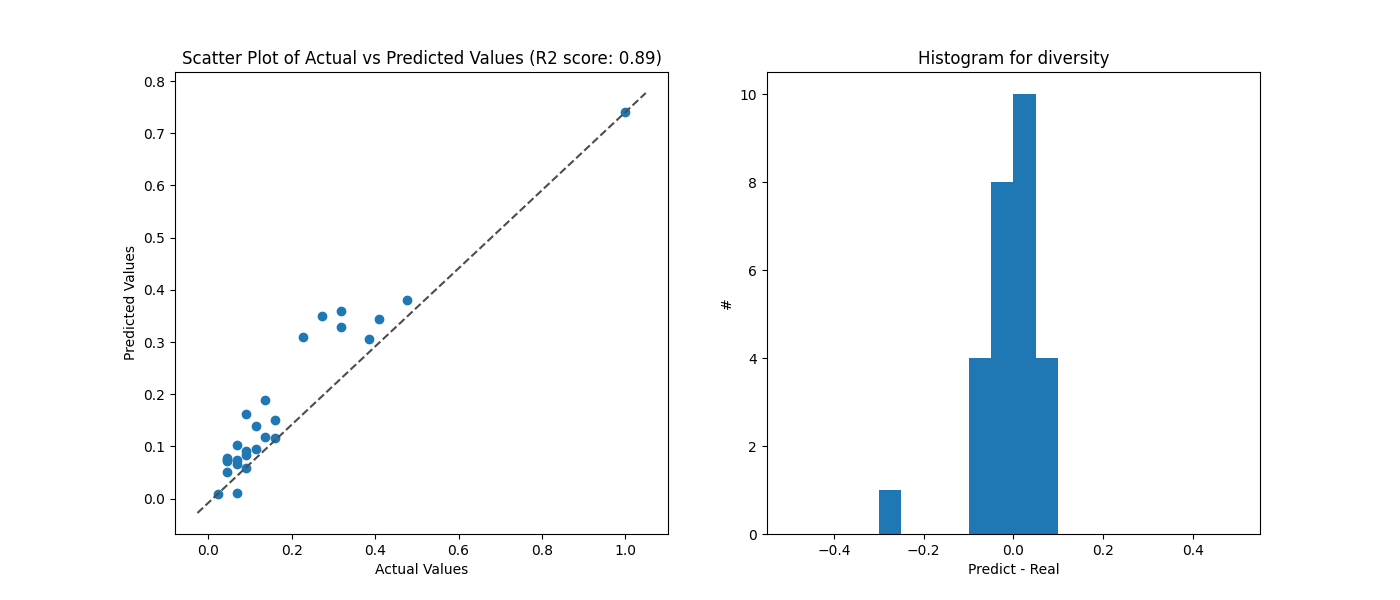 Scatter Plot of Actual vs Predicted Values (R2 score: 0.89)
0.8
0.7
0.6
0.5
0.4
0.3
0.2
0.1
0.0
Predicted Values
0.0 0.2 0.4 0.6 0.8 1.0
Actual Values
Histogram for diversity
10
8
6
4
2
0
#
−0.4 −0.2 0.0 0.2 0.4
Predict - Real